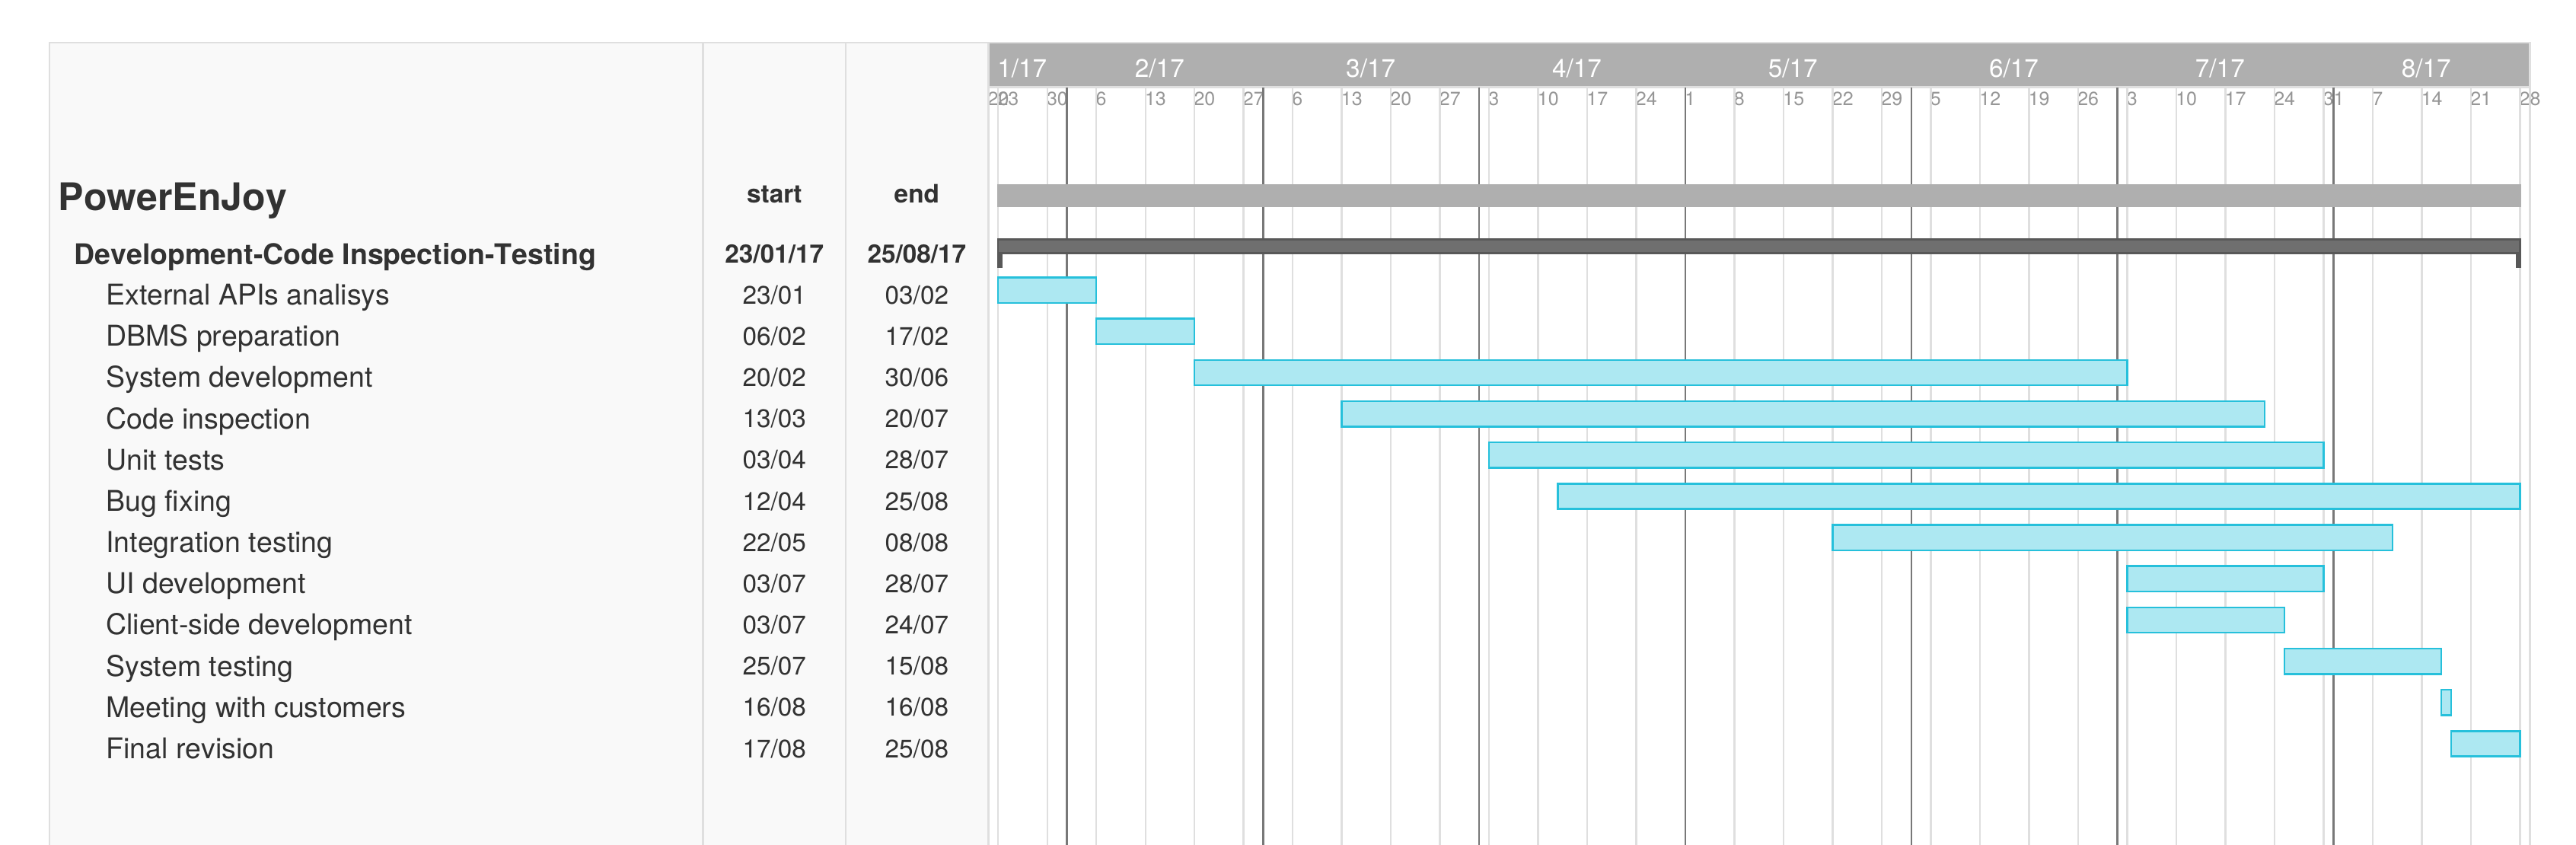 1/17 2/17 3/17 4/17 5/17 6/17 7/17 8/17
20 23 30 6 13 20 27 6 13 20 27 3 10 17 24 1 8 15 22 29 5 12 19 26 3 10 17 24 31 7 14 21 28
PowerEnJoy start end
Development-Code Inspection-Testing 23/01/17 25/08/17
External APIs analisys 23/01 03/02
DBMS preparation 06/02 17/02
System development 20/02 30/06
Code inspection 13/03 20/07
Unit tests 03/04 28/07
Bug fixing 12/04 25/08
Integration testing 22/05 08/08
UI development 03/07 28/07
Client-side development 03/07 24/07
System testing 25/07 15/08
Meeting with customers 16/08 16/08
Final revision 17/08 25/08